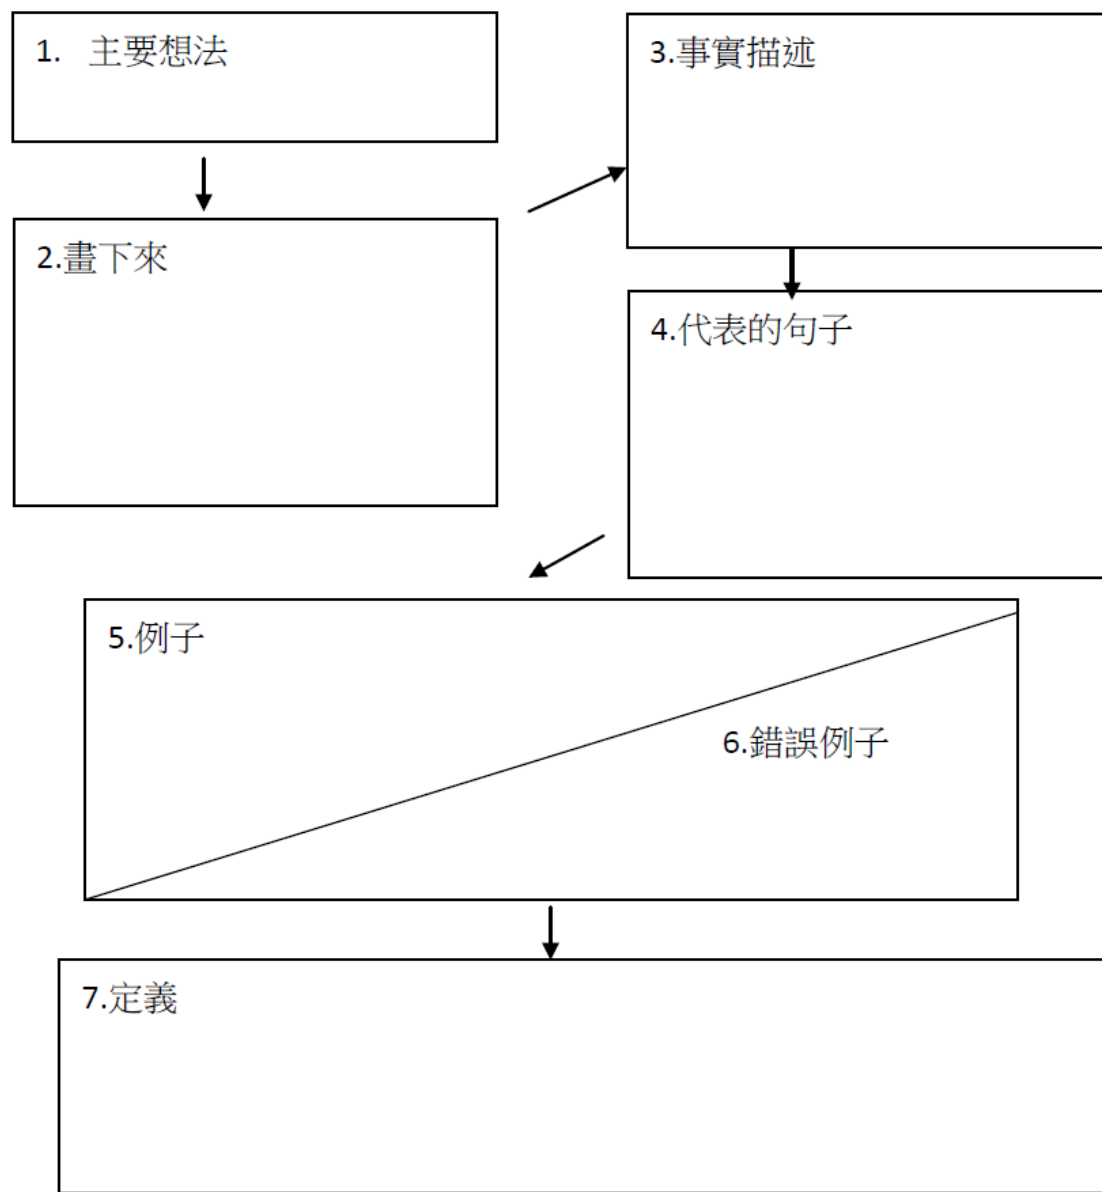 1. 主要想法
2.畫下來
3.事實描述
4.代表的句子
5.例子
6.錯誤例子
7.定義